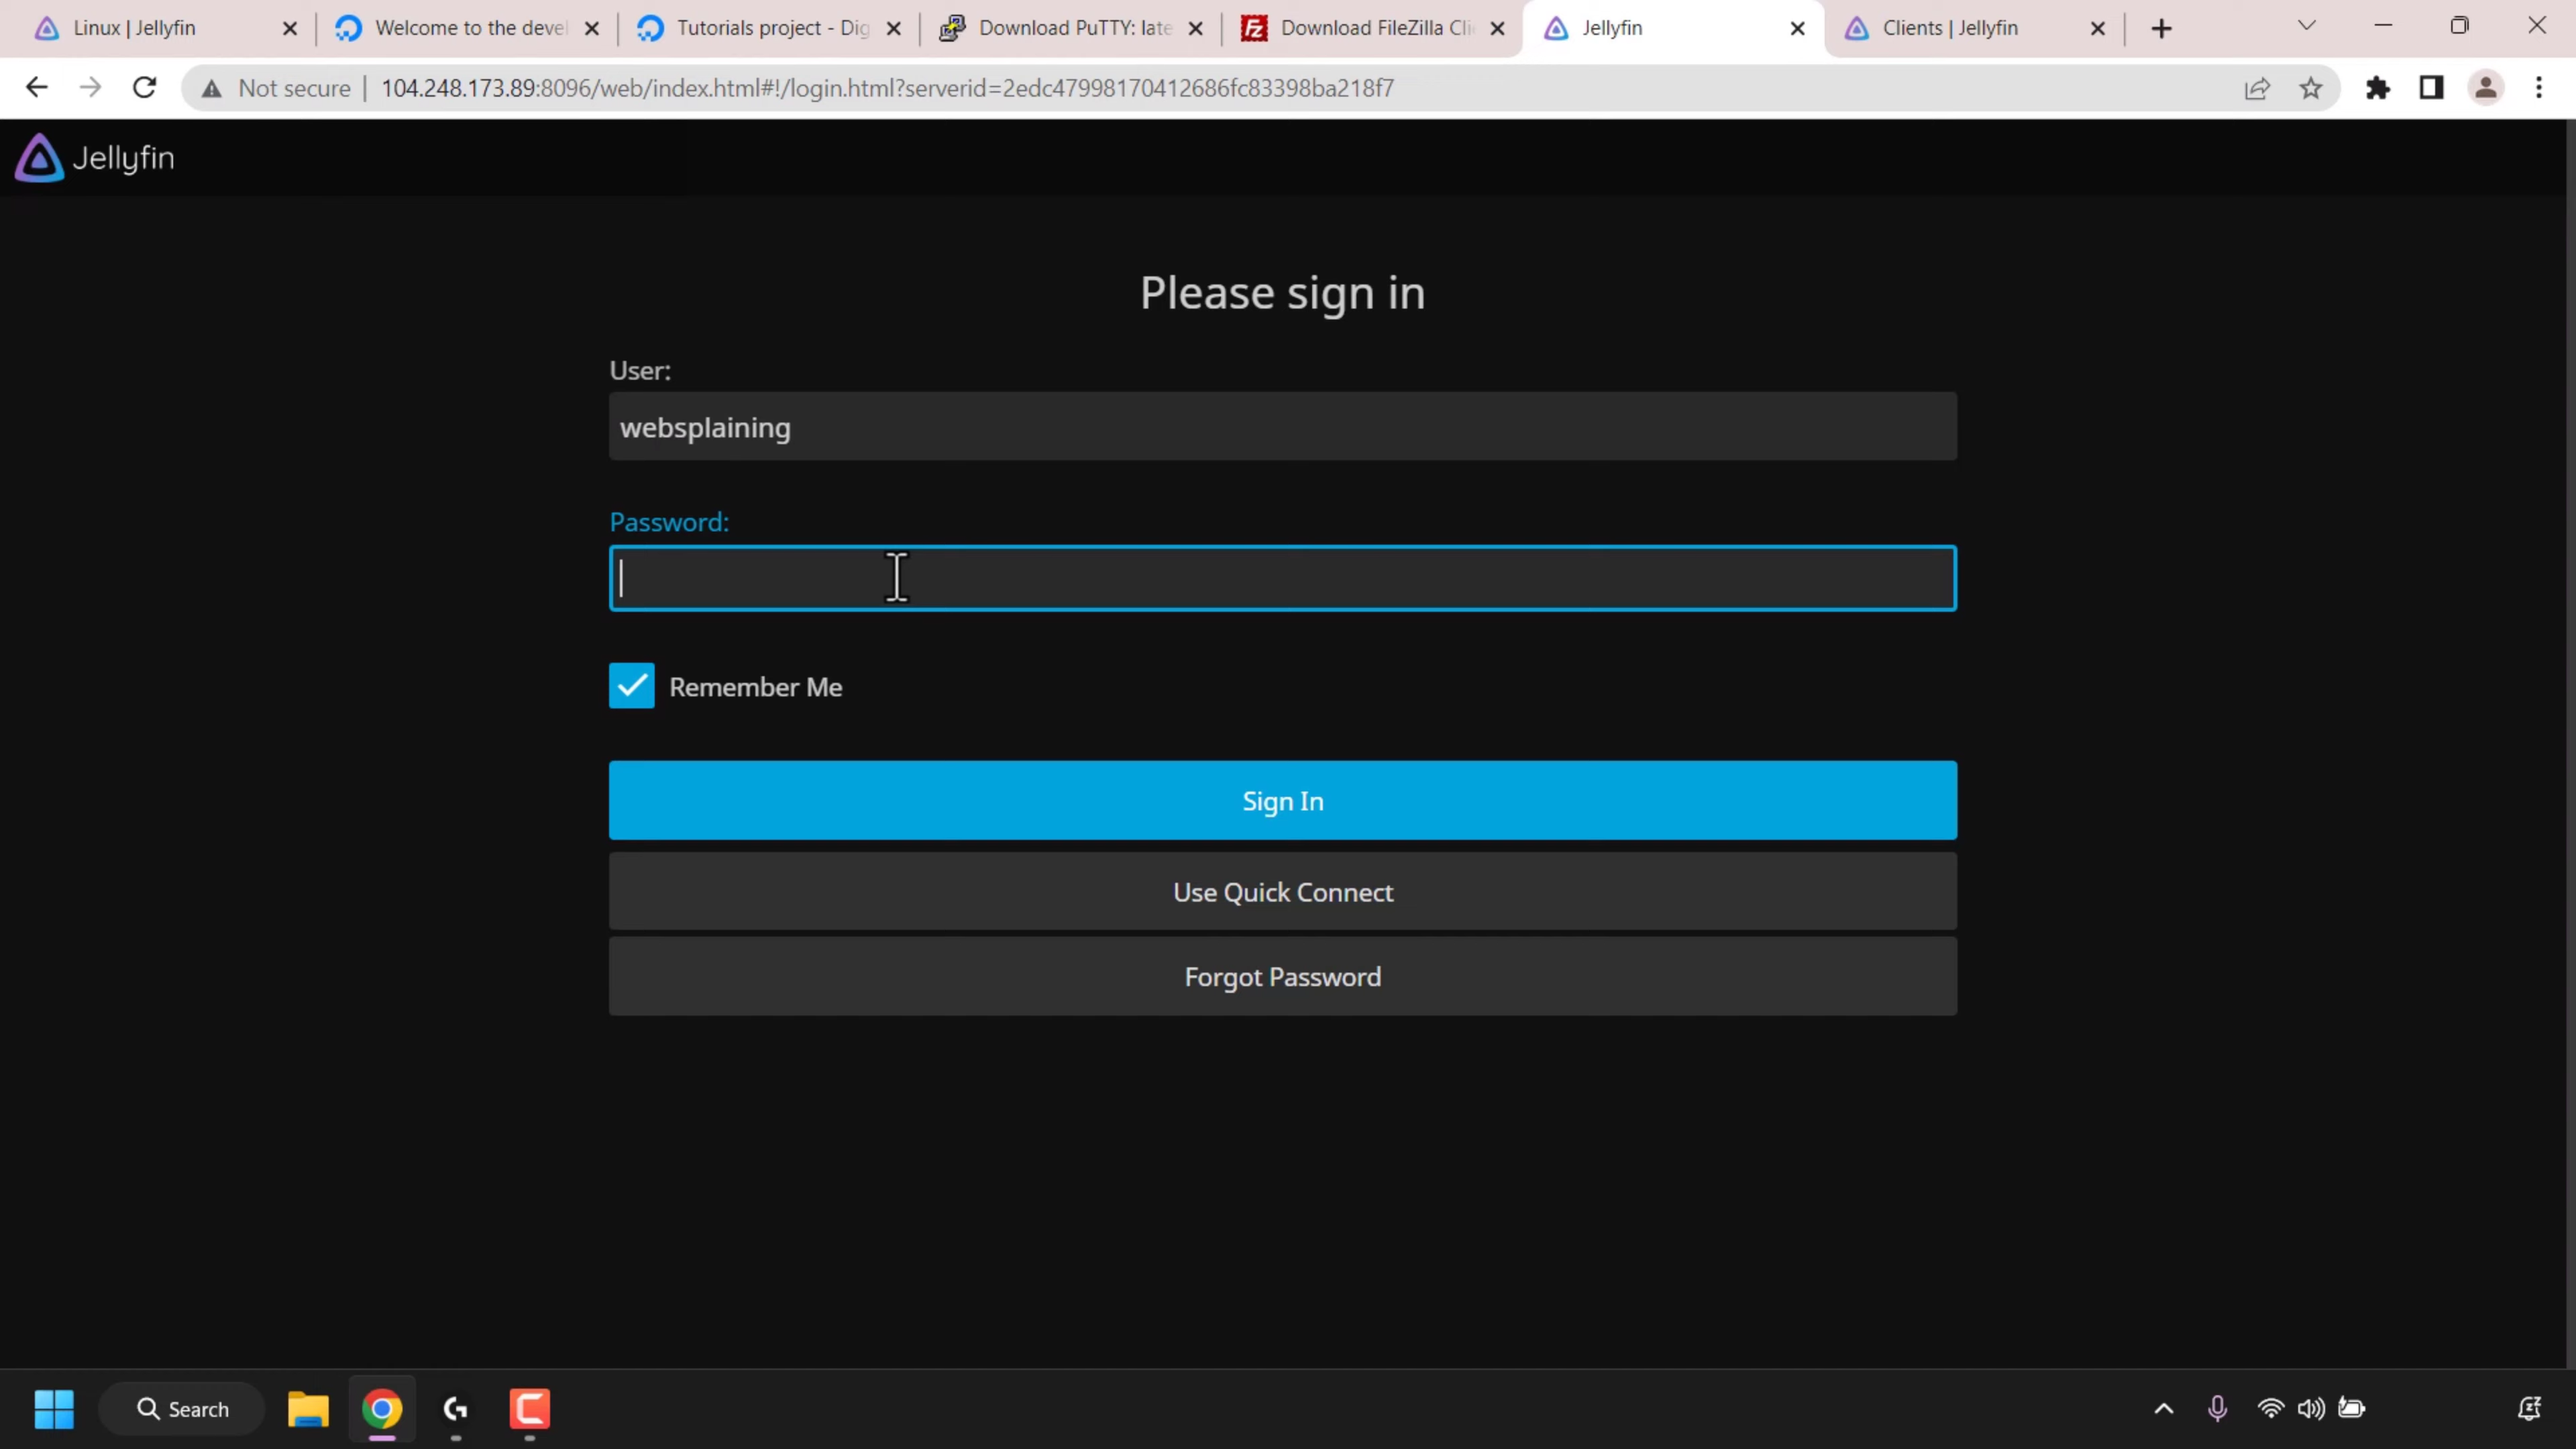 Linux | Jellyfin
Welcome to the devel
Tutorials project - Dig
Download PuTTY: late
Download FileZilla Cli
Jellyfin
Clients | Jellyfin
Not secure | 104.248.173.89:8096/web/index.html#!/login.html?serverid=2edc47998170412686fc83398ba218f7
Jellyfin
Please sign in
User:
websplaining
Password:
Remember Me
Sign In
Use Quick Connect
Forgot Password
Search